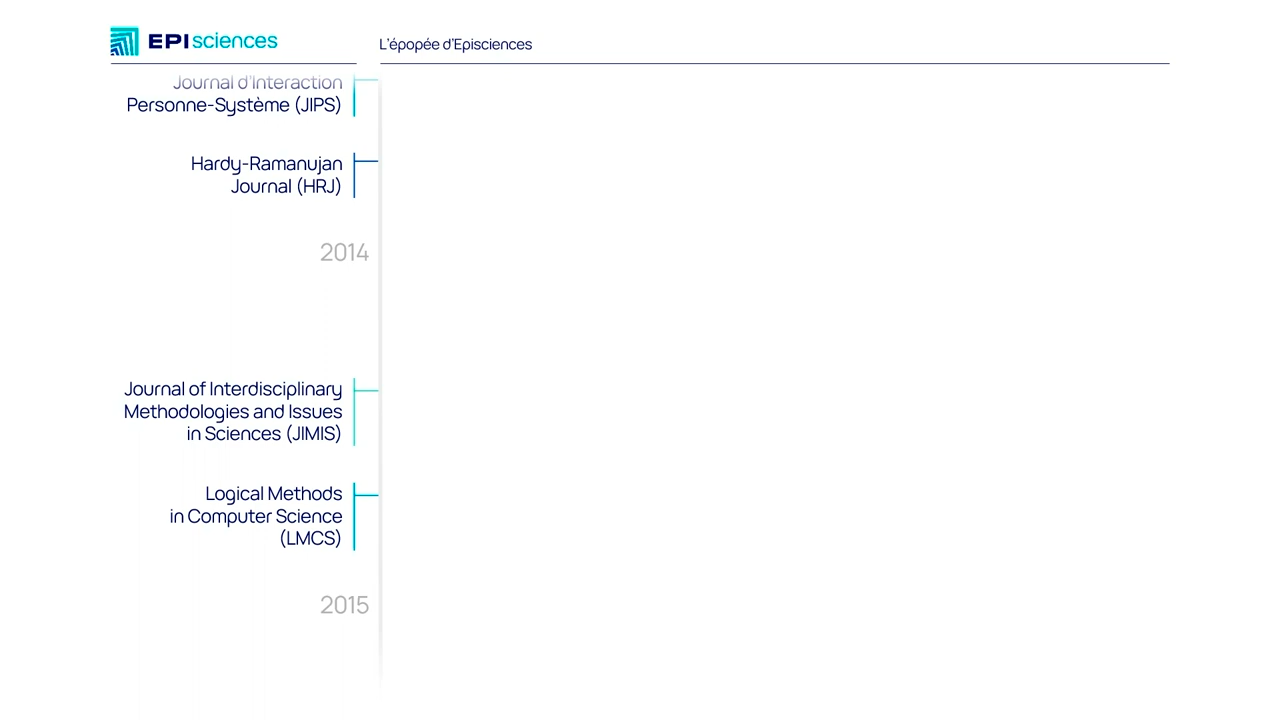 EPIsciences
L'épopée d'Episciences
Journal d'Interaction
Personne-Système (JIPS)
Hardy-Ramanujan
Journal (HRJ)
2014
Journal of Interdisciplinary
Methodologies and Issues
in Sciences (JIMIS)
Logical Methods
in Computer Science
(LMCS)
2015